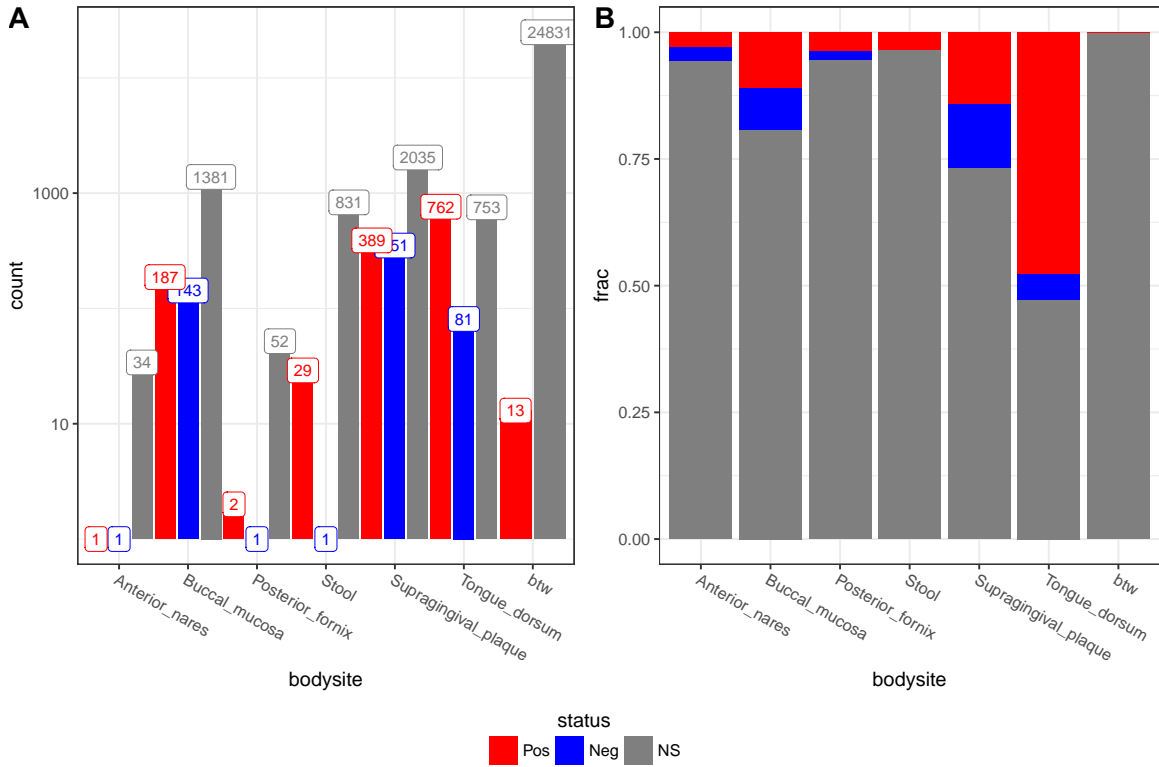 A
count
1000
10
1
1
34
187
143
1381
2
1
52
29
1
831
389
51
2035
762
81
753
13
24831
Anterior_nares
Buccal_mucosa
Posterior_fornix
Stool
Supragingival_plaque
Tongue_dorsum
btw
bodysite
B
frac
1.00
0.75
0.50
0.25
0.00
Anterior_nares
Buccal_mucosa
Posterior_fornix
Stool
Supragingival_plaque
Tongue_dorsum
btw
bodysite
status
Pos
Neg
NS